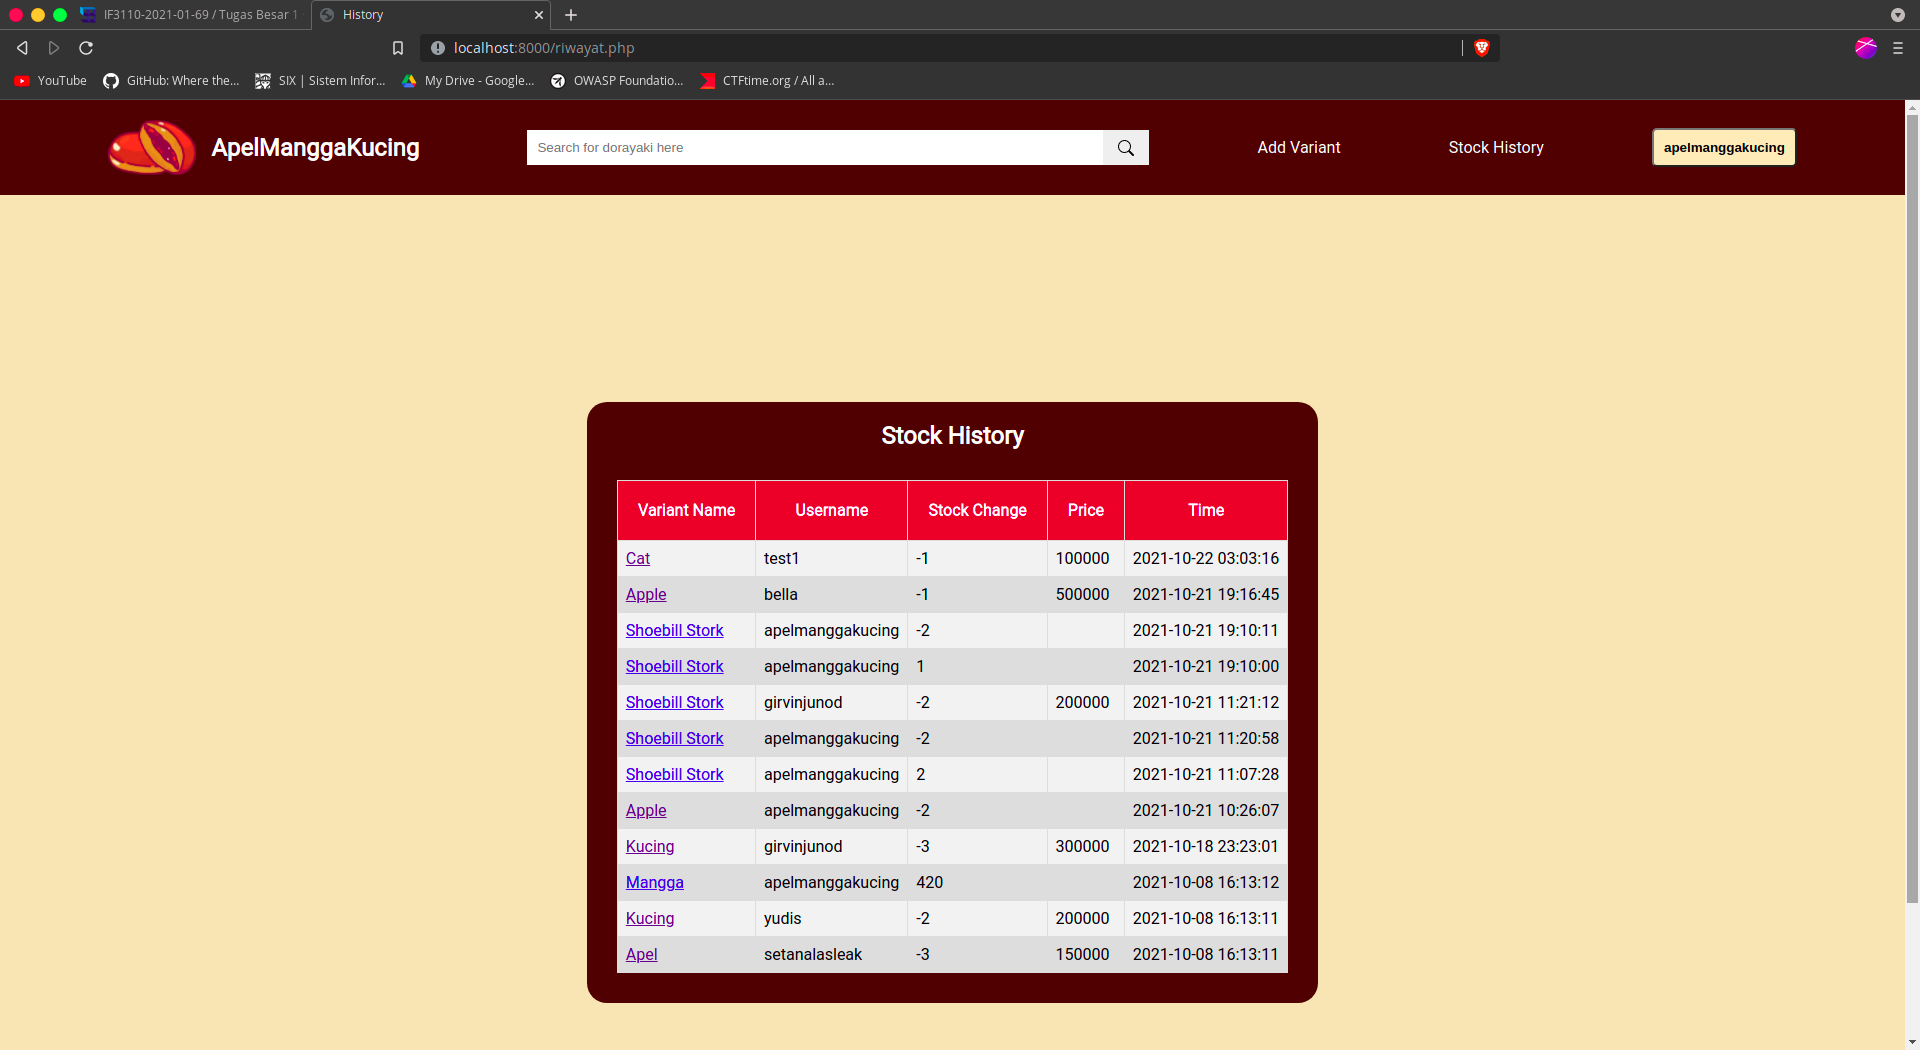 IF3110-2021-01-69 / Tugas Besar 1
History
localhost:8000/riwayat.php
YouTube GitHub: Where the... SIX | Sistem Infor... My Drive - Google... OWASP Foundatio... CTFtime.org / All a...
ApelManggaKucing Search for dorayaki here Add Variant Stock History apelmanggakucing
Stock History
Variant Name Username Stock Change Price Time
Cat test1 -1 100000 2021-10-22 03:03:16
Apple bella -1 500000 2021-10-21 19:16:45
Shoebill Stork apelmanggakucing -2 2021-10-21 19:10:11
Shoebill Stork apelmanggakucing 1 2021-10-21 19:10:00
Shoebill Stork girvinjunod -2 200000 2021-10-21 11:21:12
Shoebill Stork apelmanggakucing -2 2021-10-21 11:20:58
Shoebill Stork apelmanggakucing 2 2021-10-21 11:07:28
Apple apelmanggakucing -2 2021-10-21 10:26:07
Kucing girvinjunod -3 300000 2021-10-18 23:23:01
Mangga apelmanggakucing 420 2021-10-08 16:13:12
Kucing yudis -2 200000 2021-10-08 16:13:11
Apel setanalasleak -3 150000 2021-10-08 16:13:11